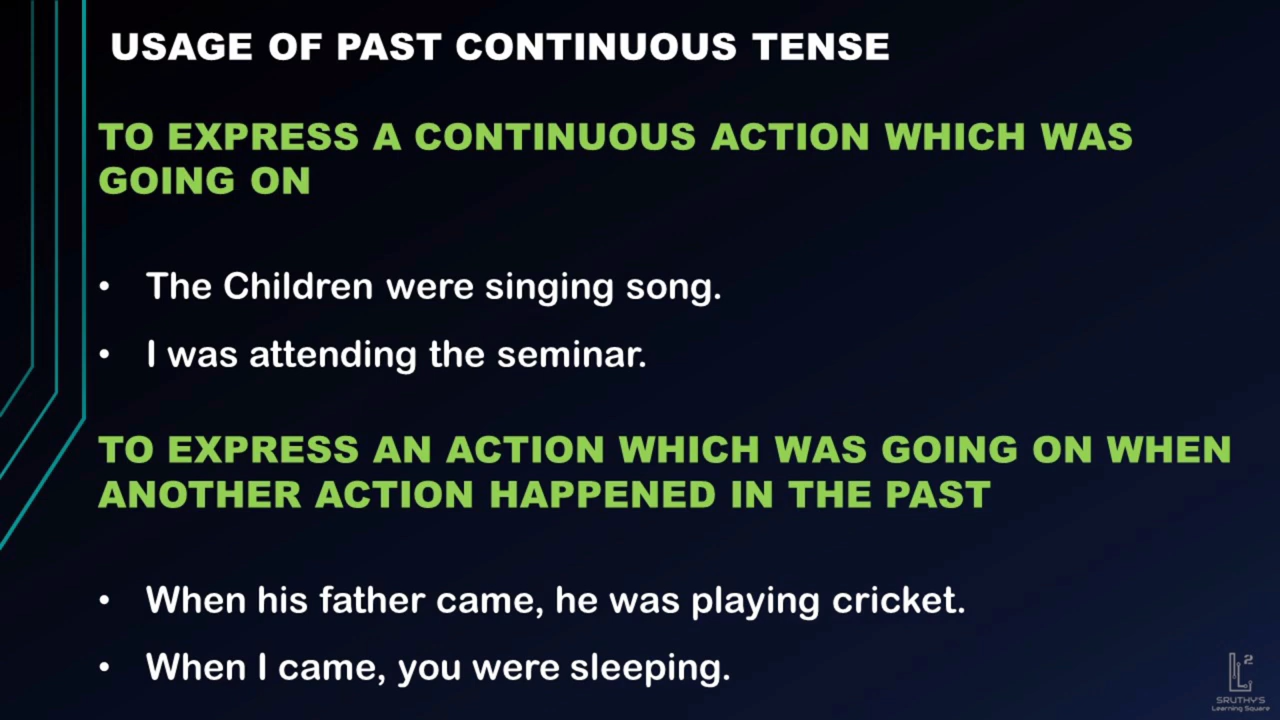 USAGE OF PAST CONTINUOUS TENSE
TO EXPRESS A CONTINUOUS ACTION WHICH WAS
GOING ON
• The Children were singing song.
• I was attending the seminar.
TO EXPRESS AN ACTION WHICH WAS GOING ON WHEN
ANOTHER ACTION HAPPENED IN THE PAST
• When his father came, he was playing cricket.
• When I came, you were sleeping.
L²
SRUTHY'S
Learning Square